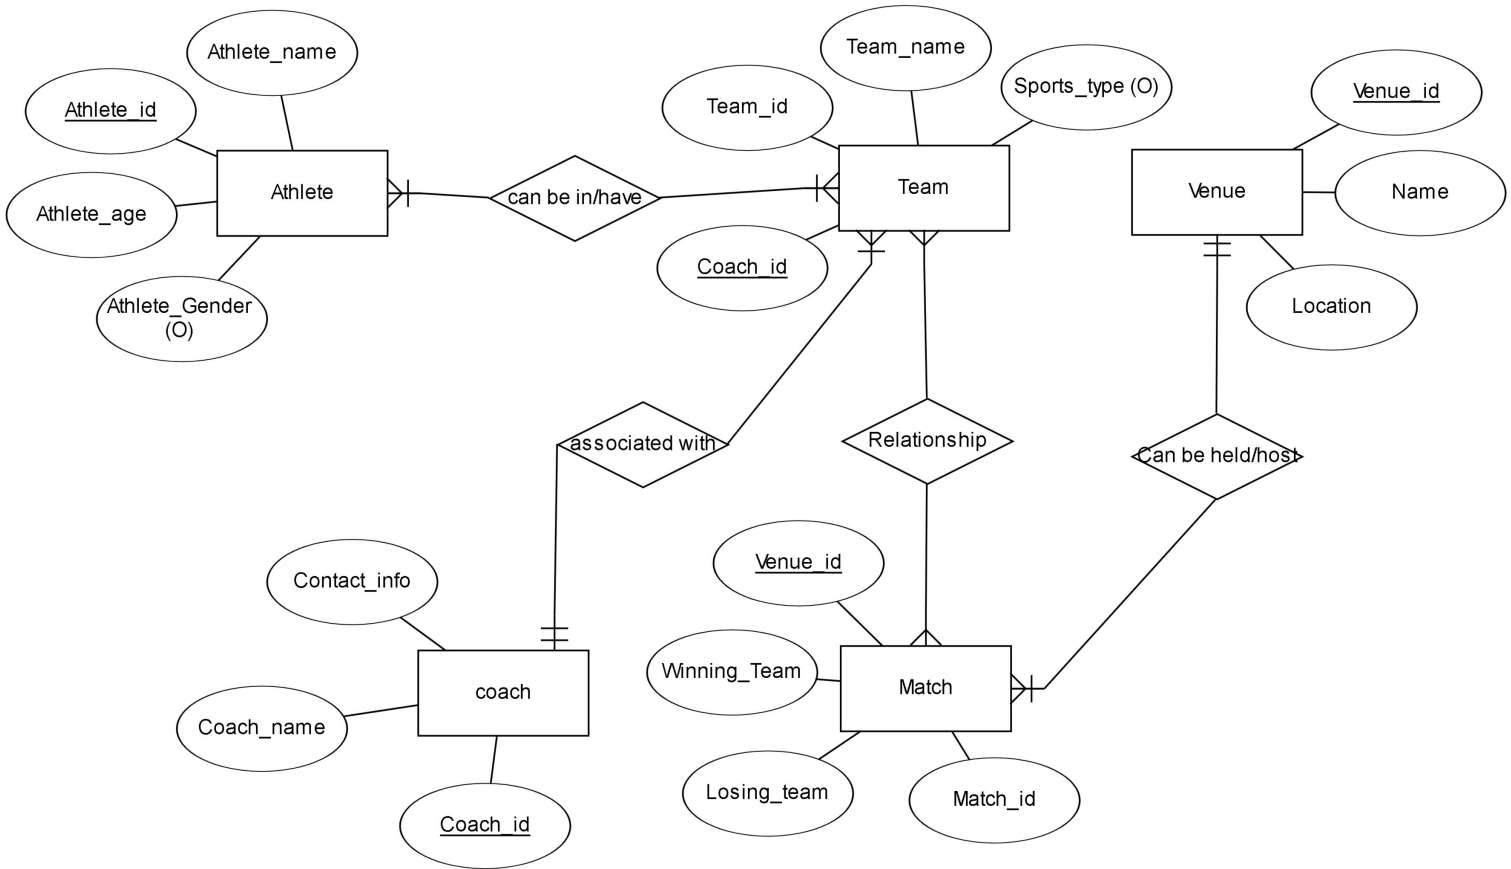 Athlete_name
Athlete_id
Athlete_age
Athlete_Gender
(O)
Athlete
can be in/have
Team_name
Team_id
Sports_type (O)
Team
Coach_id
Venue_id
Venue
Name
Location
associated with
Relationship
Can be held/host
Contact_info
coach
Coach_name
Coach_id
Venue_id
Winning_Team
Match
Losing_team
Match_id